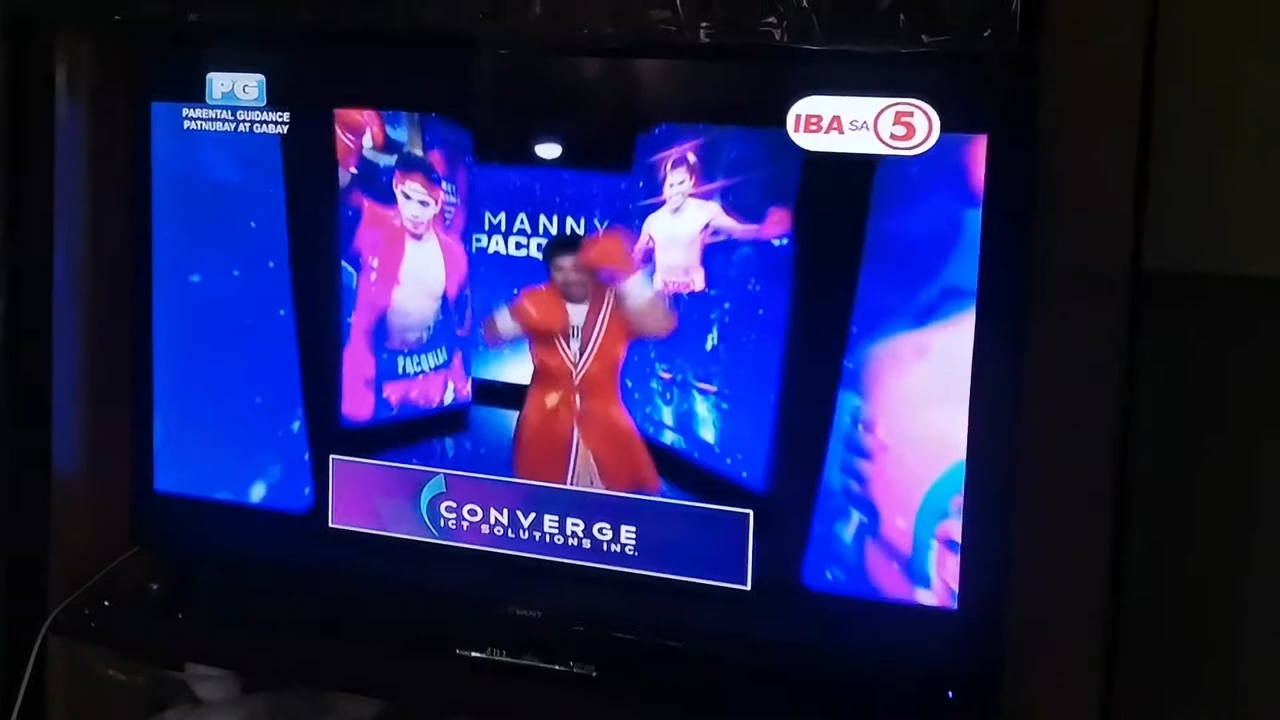 PG
PARENTAL GUIDANCE
PATNUBAY AT GABAY
IBA SA 5
MANNY
PACQ
PACQUIAO
CONVERGE
ICT SOLUTIONS INC.